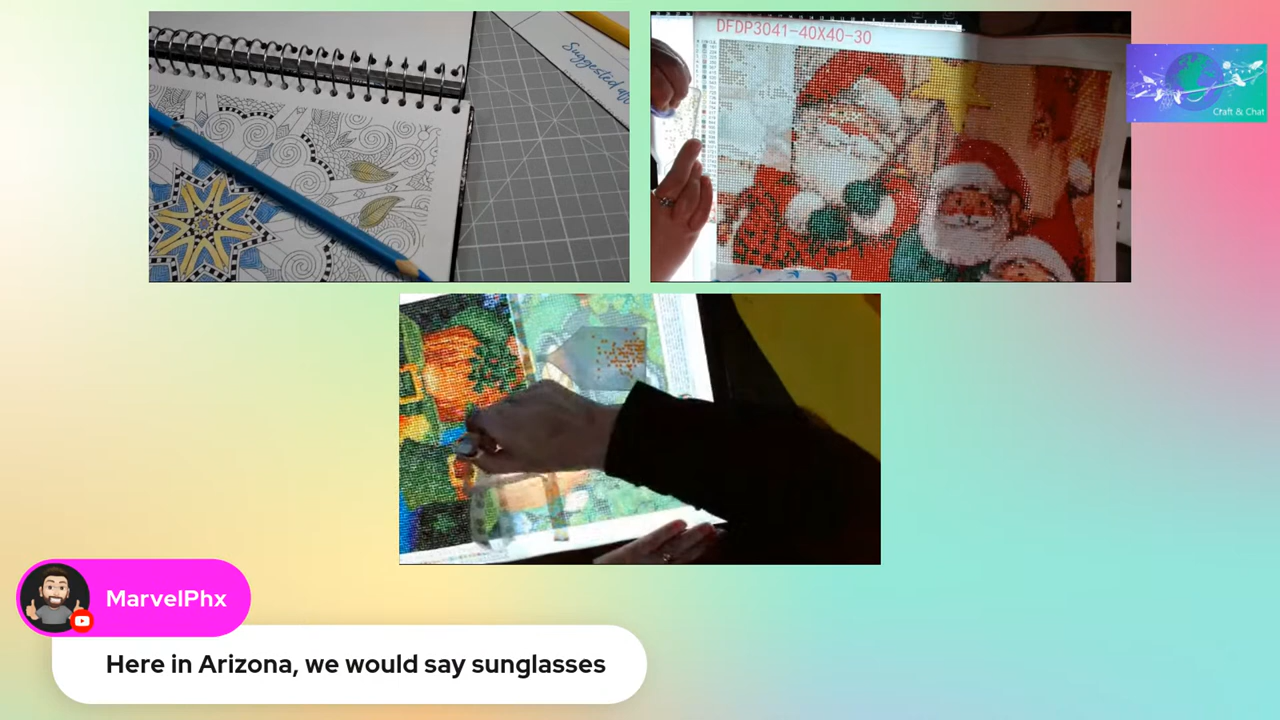 Suggested
DFDP3041-40X40-30
Craft & Chat
MarvelPhx
Here in Arizona, we would say sunglasses